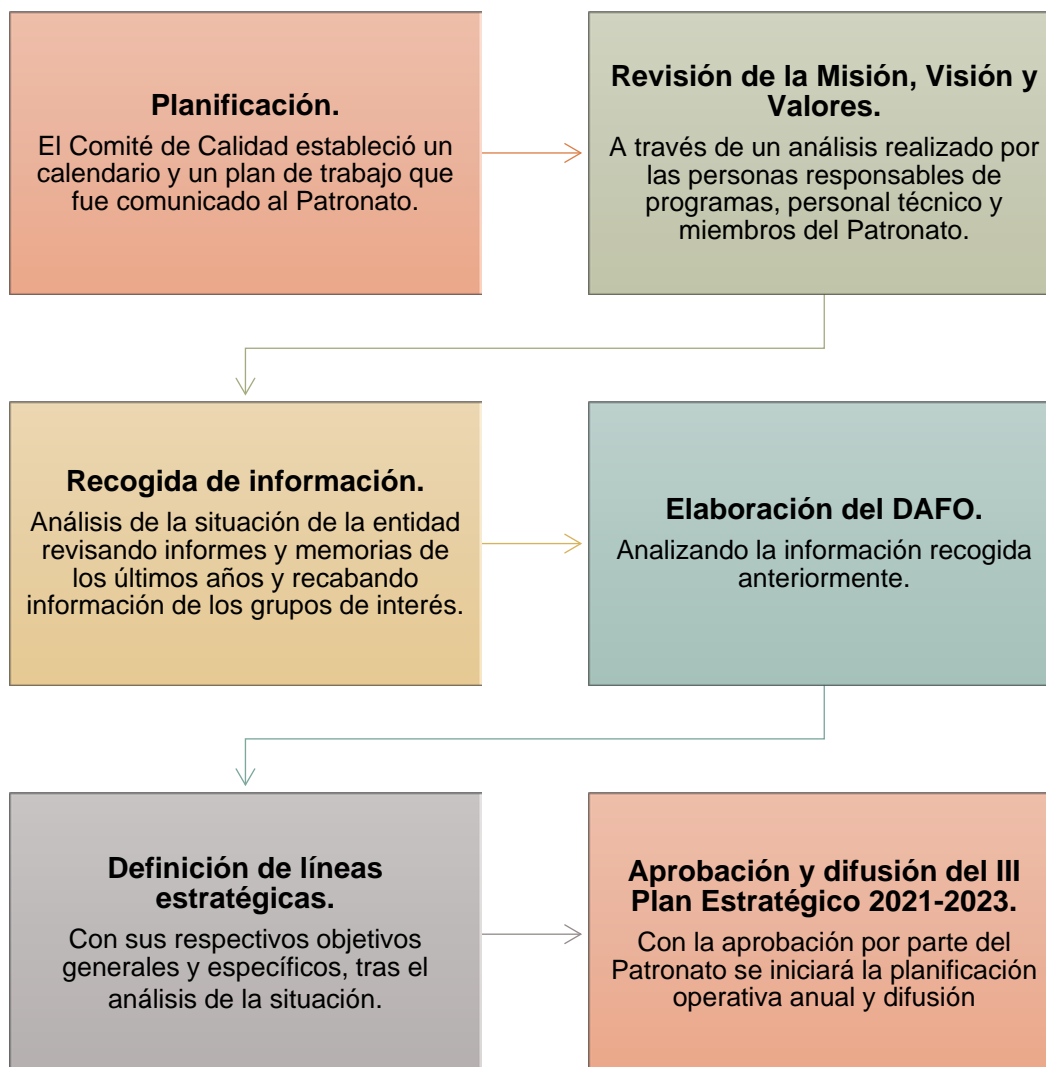 Planificación.
El Comité de Calidad estableció un
calendario y un plan de trabajo que
fue comunicado al Patronato.
Revisión de la Misión, Visión y
Valores.
A través de un análisis realizado por
las personas responsables de
programas, personal técnico y
miembros del Patronato.
Recogida de información.
Análisis de la situación de la entidad
revisando informes y memorias de
los últimos años y recabando
información de los grupos de interés.
Elaboración del DAFO.
Analizando la información recogida
anteriormente.
Definición de líneas
estratégicas.
Con sus respectivos objetivos
generales y específicos, tras el
análisis de la situación.
Aprobación y difusión del III
Plan Estratégico 2021-2023.
Con la aprobación por parte del
Patronato se iniciará la planificación
operativa anual y difusión